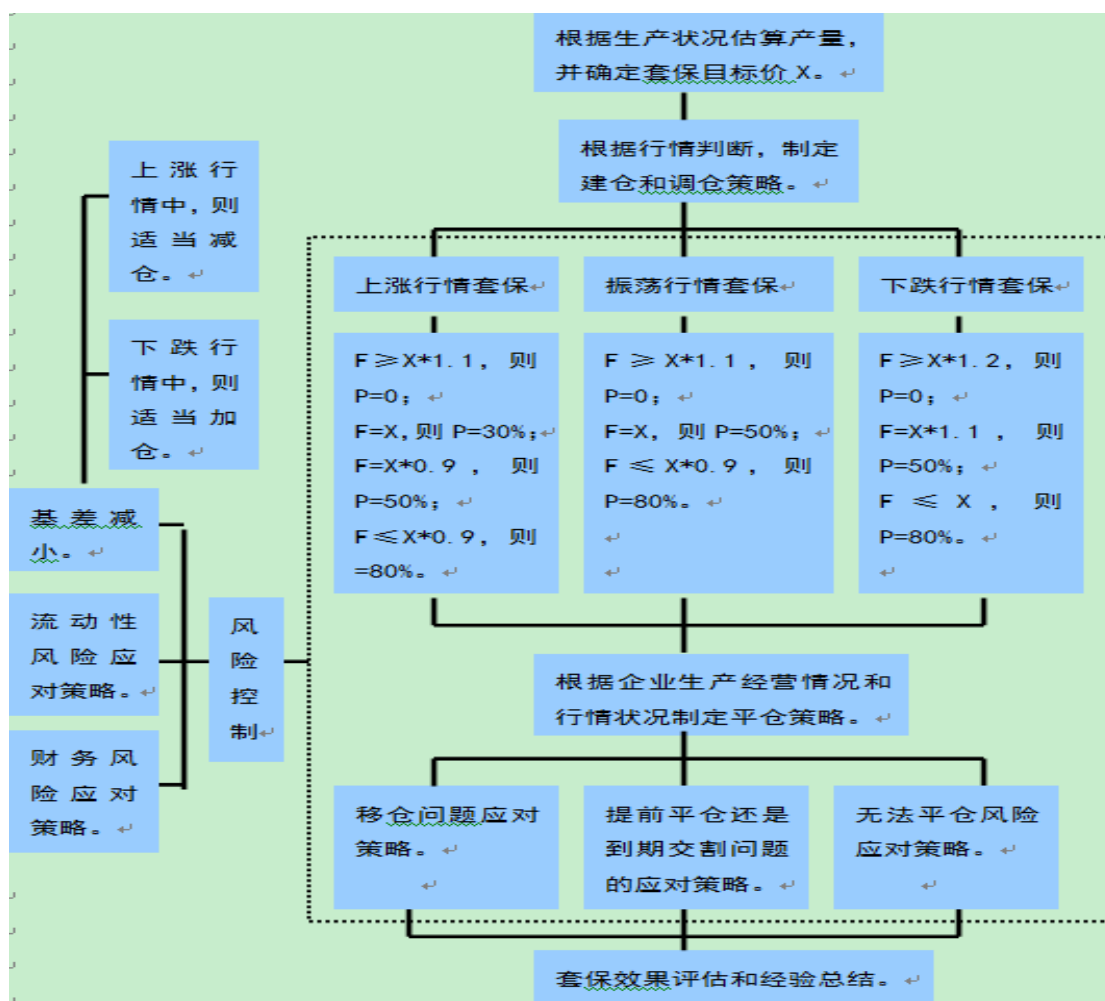 根据生产状况估算产量，
并确定套保目标价 X。
根据行情判断，制定
建仓和调仓策略。
上涨行
情中，则
适当减
仓。
下跌行
情中，则
适当加
仓。
基差减
小。
流动性
风险应
对策略。
财务风
险应对
策略。
风
险
控
制
上涨行情套保
F≥X*1.1，则
P=0；
F=X,则 P=30%;
F=X*0.9，则
P=50%；
F≤X*0.9，则
=80%。
振荡行情套保
F≥X*1.1，则
P=0；
F=X，则 P=50%；
F≤X*0.9，则
P=80%。
下跌行情套保
F≥X*1.2，则
P=0；
F=X*1.1，则
P=50%；
F≤X，则
P=80%。
根据企业生产经营情况和
行情状况制定平仓策略。
移仓问题应对
策略。
提前平仓还是
到期交割问题
的应对策略。
无法平仓风险
应对策略。
套保效果评估和经验总结。